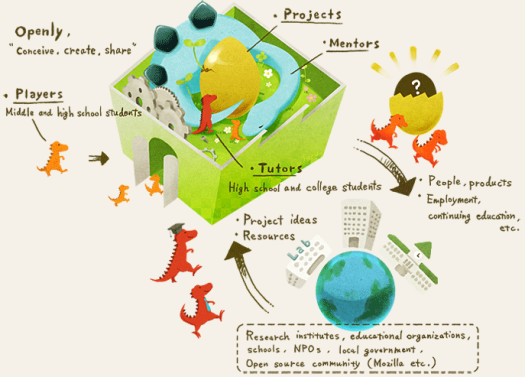 Openly,
"Conceive, create, share"
• Projects
• Mentors
• Players
Middle and high school students
?
• Tutors
High school and college students
• People, products
• Employment,
continuing education,
etc.
• Project ideas
• Resources
Lab
Research institutes, educational organizations,
schools, NPOs, local government,
Open source community (Mozilla etc.)